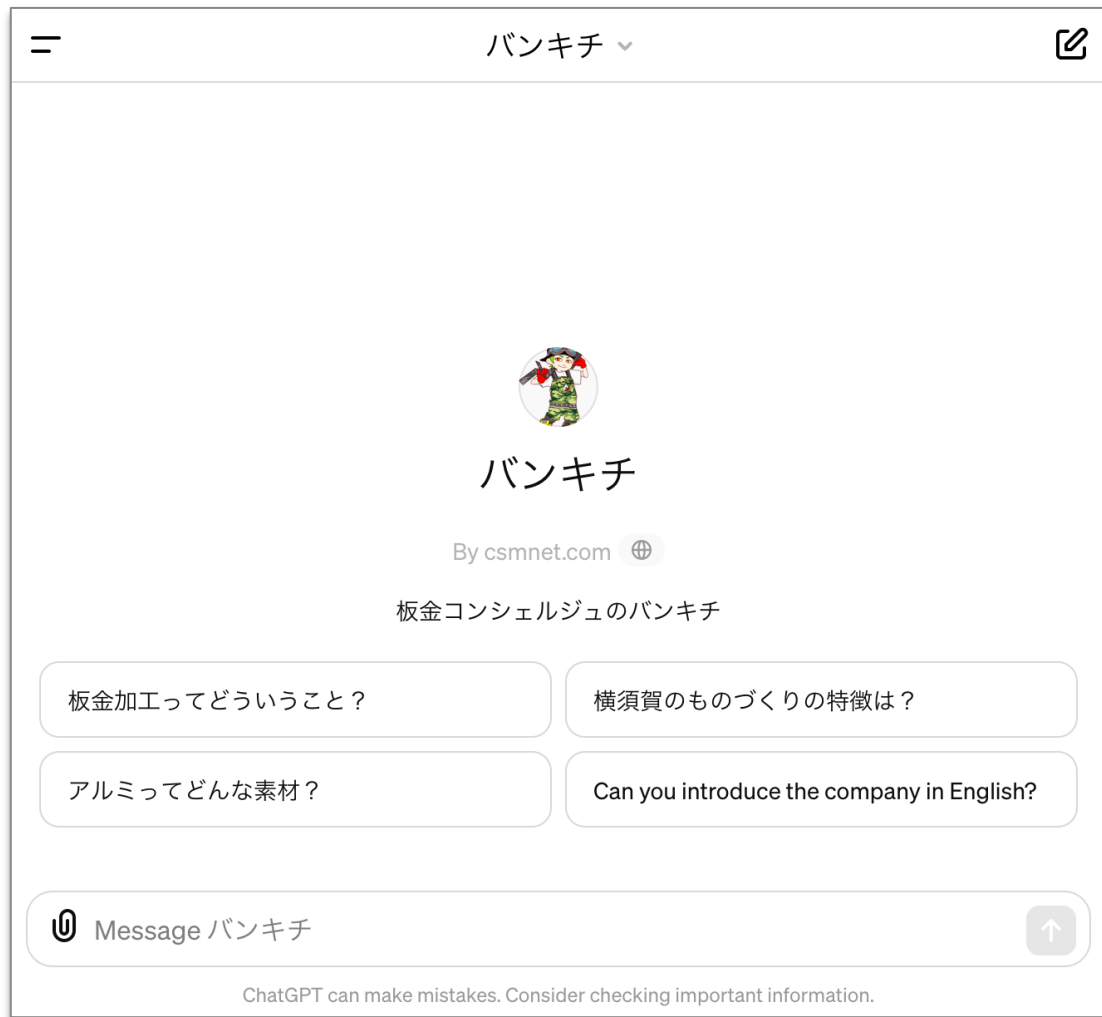 バンキチ
バンキチ
By csmnet.com
板金コンシェルジュのバンキチ
板金加工ってどういうこと？
横須賀のものづくりの特徴は？
アルミってどんな素材？
Can you introduce the company in English?
Message バンキチ
ChatGPT can make mistakes. Consider checking important information.